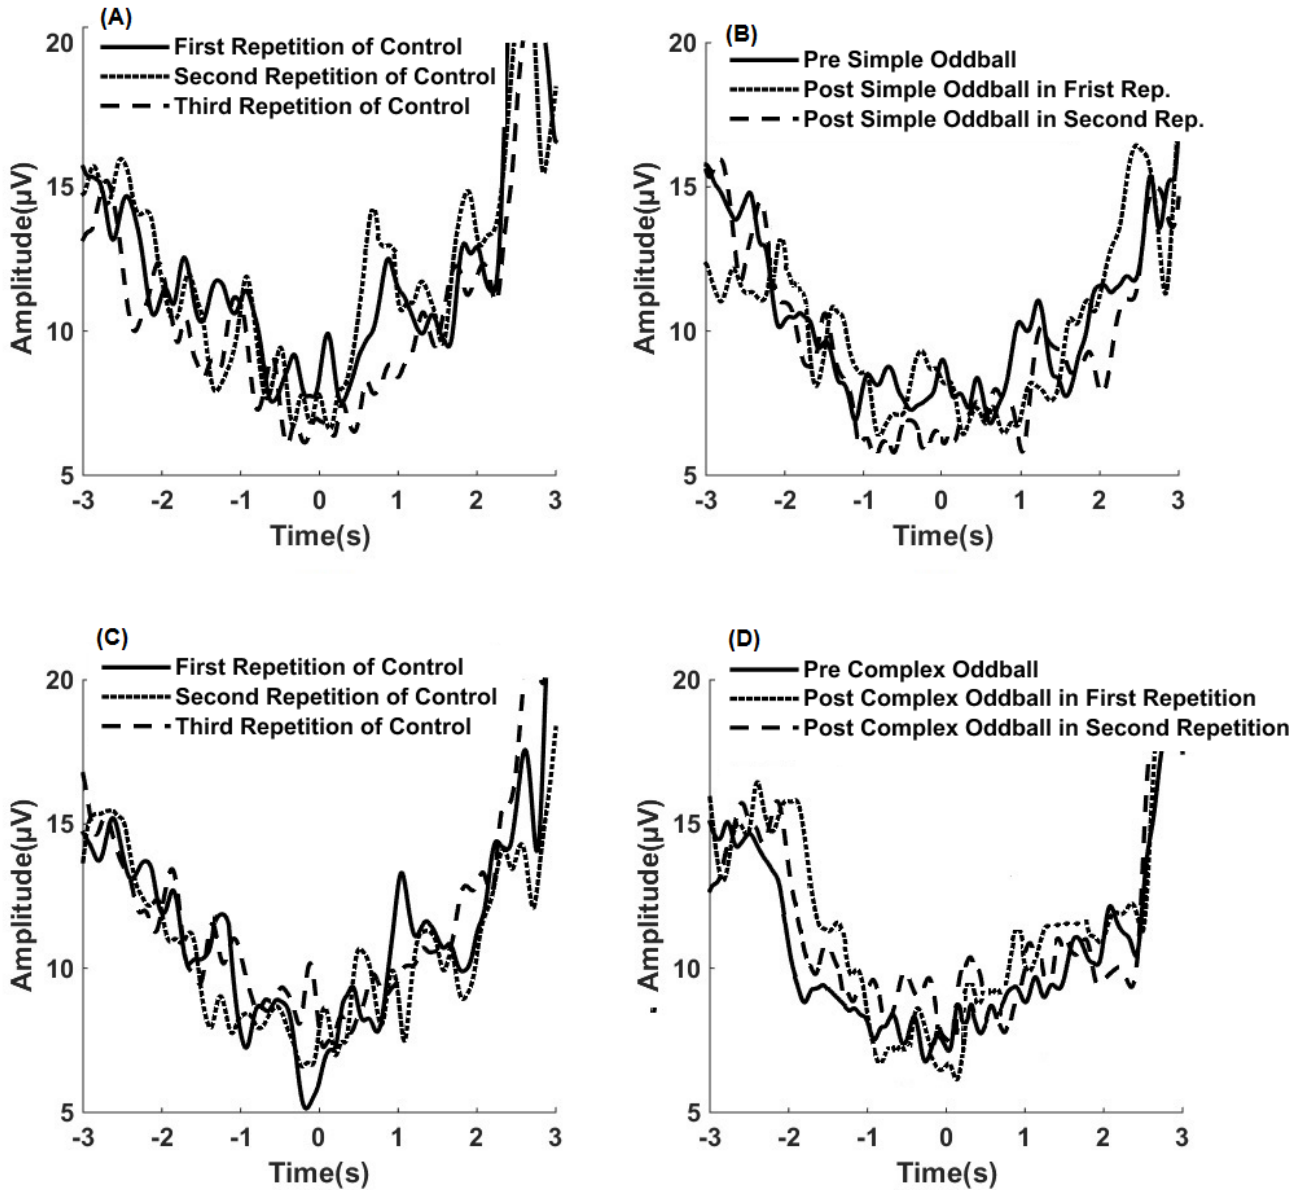 (A)
First Repetition of Control
Second Repetition of Control
Third Repetition of Control
20
15
10
5
Amplitude(µV)
-3 -2 -1 0 1 2 3
Time(s)
(B)
Pre Simple Oddball
Post Simple Oddball in Frist Rep.
Post Simple Oddball in Second Rep.
20
15
10
5
Amplitude(µV)
-3 -2 -1 0 1 2 3
Time(s)
(C)
First Repetition of Control
Second Repetition of Control
Third Repetition of Control
20
15
10
5
Amplitude(µV)
-3 -2 -1 0 1 2 3
Time(s)
(D)
Pre Complex Oddball
Post Complex Oddball in First Repetition
Post Complex Oddball in Second Repetition
20
15
10
5
Amplitude(µV)
-3 -2 -1 0 1 2 3
Time(s)